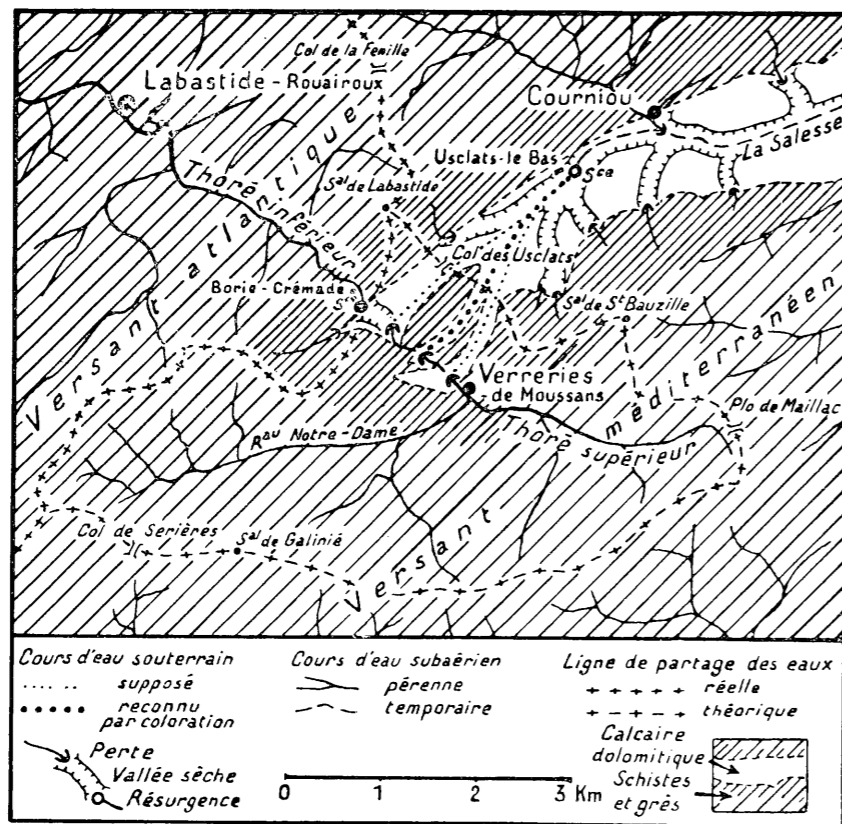 Col de la Fenille
Labastide-Rouairoux
Courniou
La Salesse
Usclats-le Bas
Sce
Sal de Labastide
Thoré inférieur
Versant atlantique
Col des Usclats
Borie-Crémade
Sal de St Bauzille
Verreries
de Moussans
Versant méditerranéen
Plo de Maillac
Thoré supérieur
Rau Notre-Dame
Col de Serières
Sal de Galinié
Cours d'eau souterrain
supposé
reconnu
par coloration
Cours d'eau subaérien
pérenne
temporaire
Ligne de partage des eaux
réelle
théorique
Perte
Vallée sèche
Résurgence
0 1 2 3 Km
Calcaire
dolomitique
Schistes
et grès